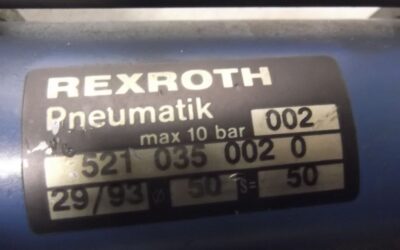 REXROTH
Pneumatik
max 10 bar 002
521 035 002 0
29/93 ø 50 S= 50